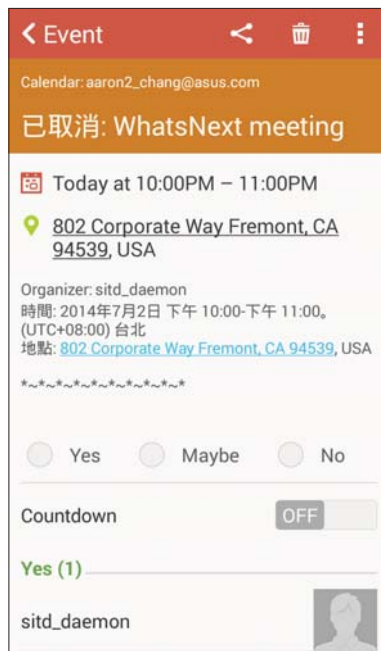 Event
Calendar: aaron2_chang@asus.com
已取消: WhatsNext meeting
Today at 10:00PM – 11:00PM
802 Corporate Way Fremont, CA
94539, USA
Organizer: sitd_daemon
時間: 2014年7月2日 下午 10:00-下午 11:00。
(UTC+08:00) 台北
地點: 802 Corporate Way Fremont, CA 94539, USA
*~*~*~*~*~*~*~*~*~*
Yes
Maybe
No
Countdown
OFF
Yes (1)
sitd_daemon